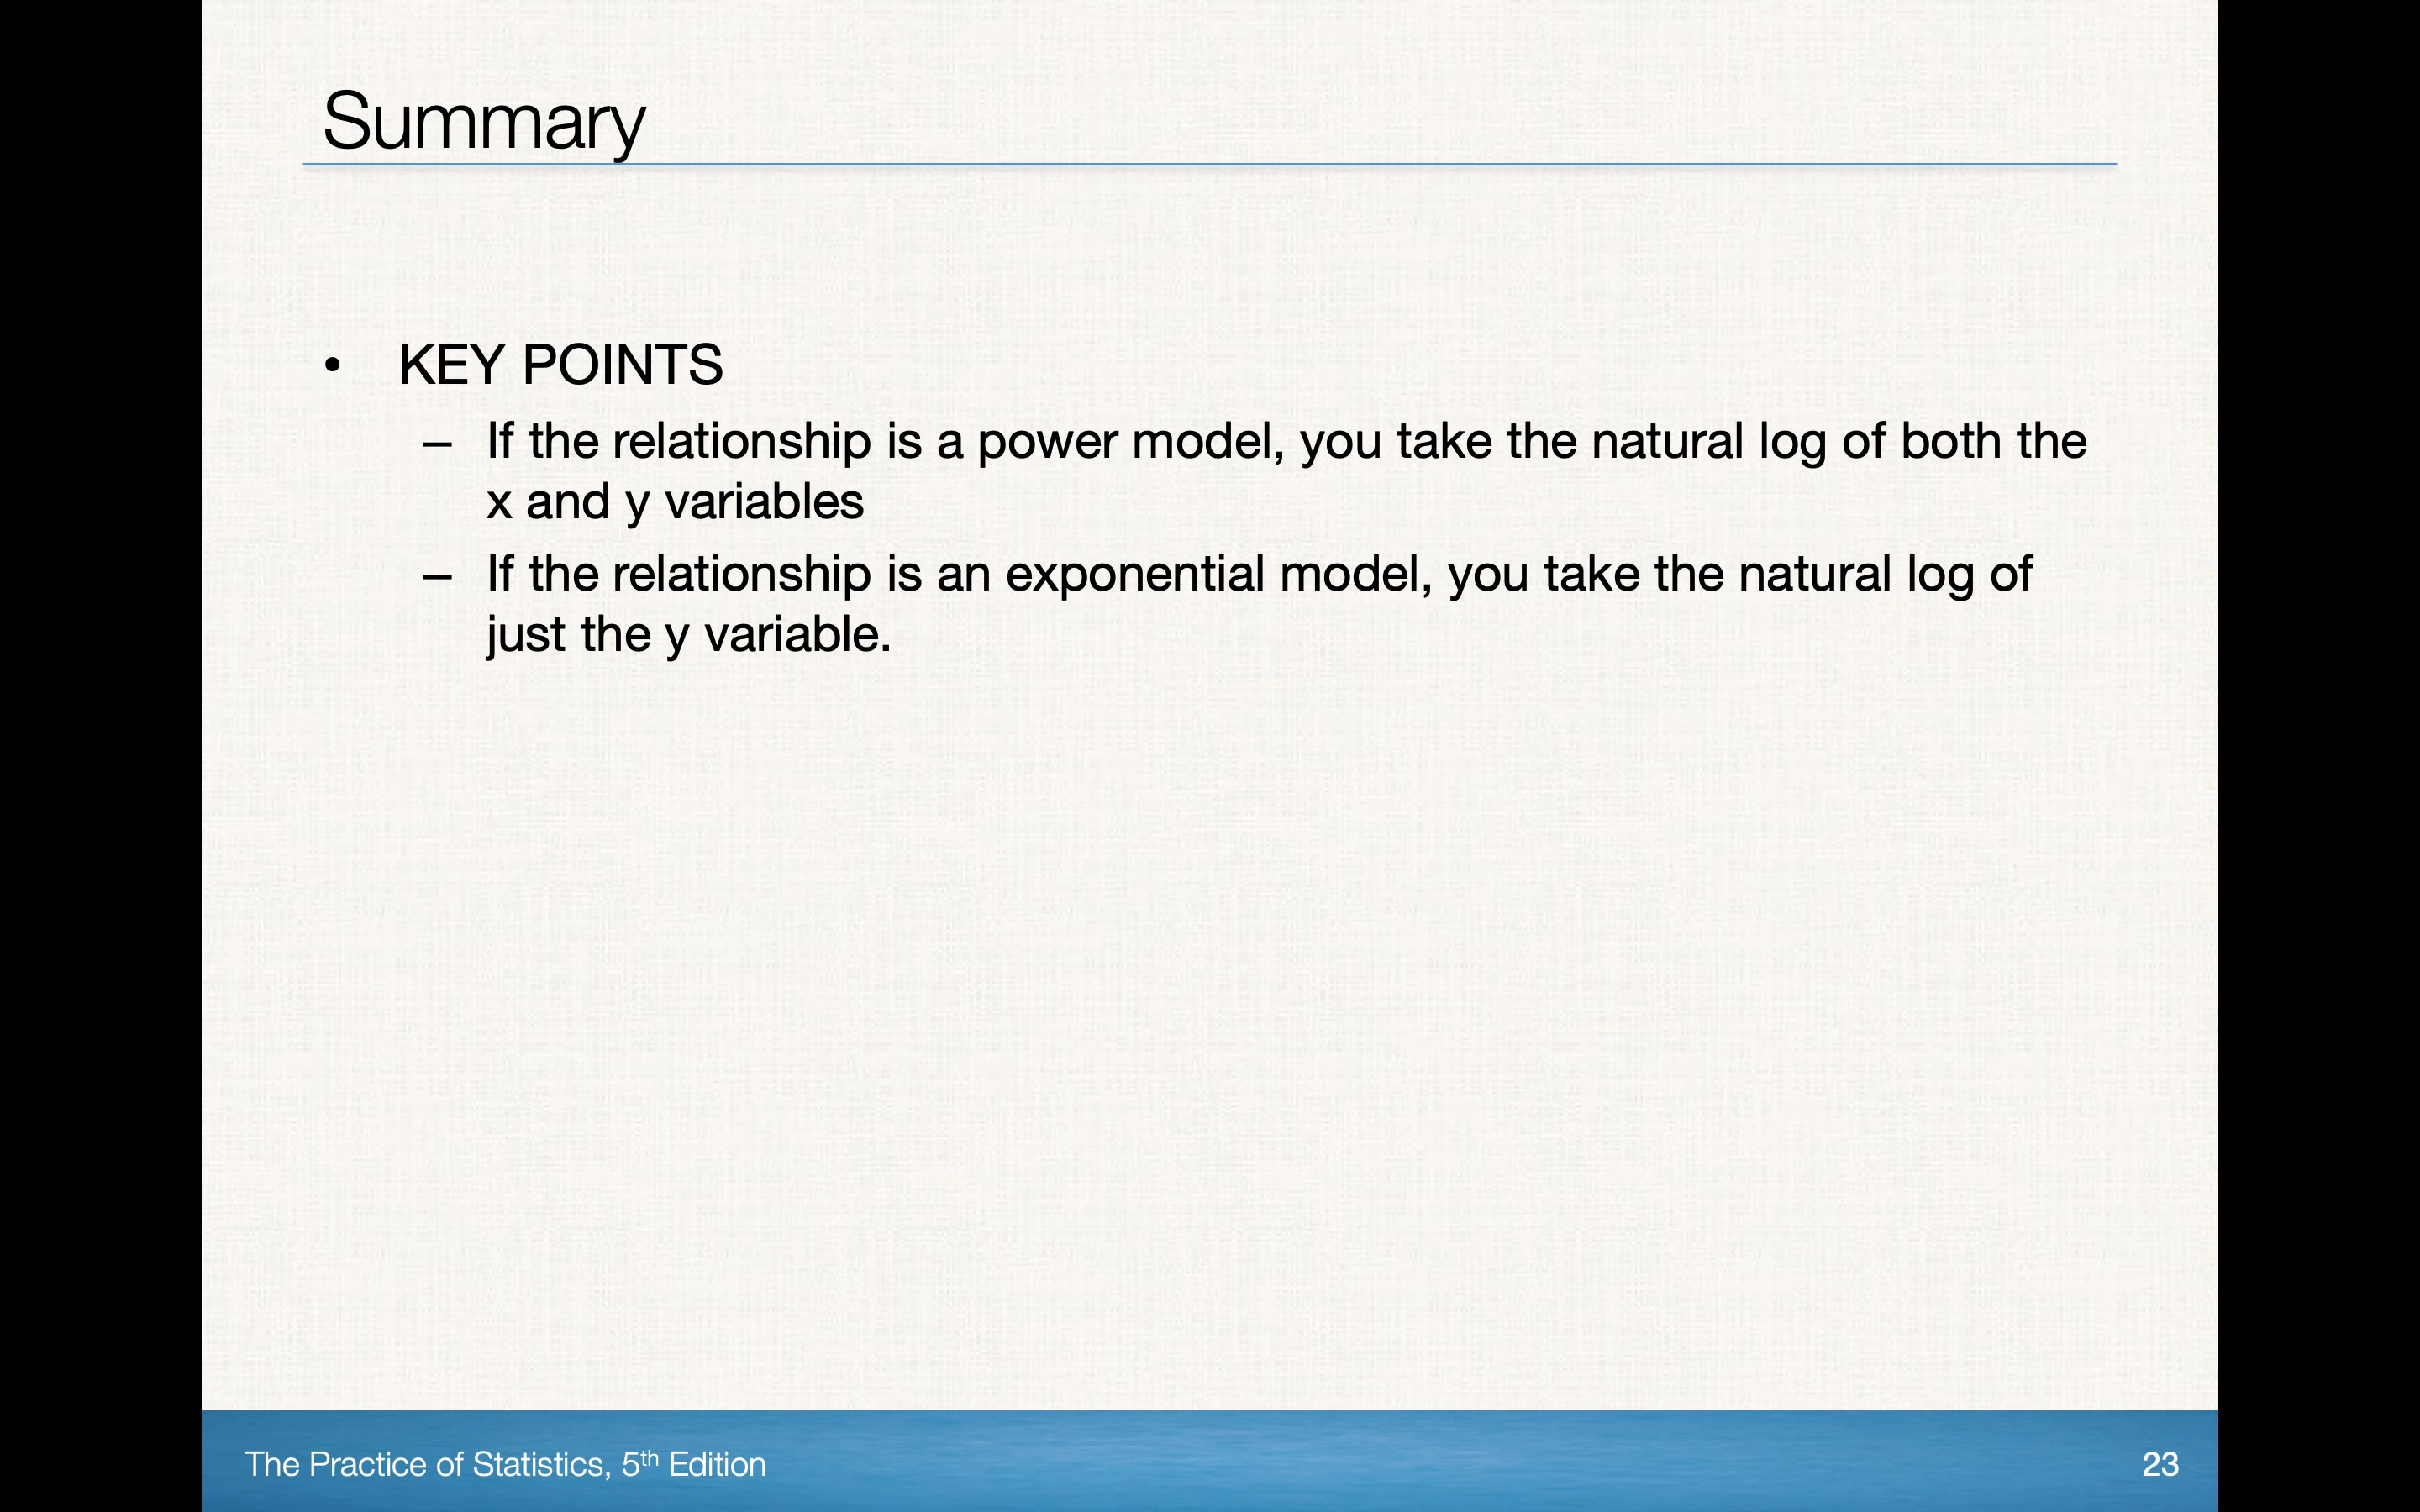 Summary
• KEY POINTS
– If the relationship is a power model, you take the natural log of both the
x and y variables
– If the relationship is an exponential model, you take the natural log of
just the y variable.
The Practice of Statistics, 5th Edition
23